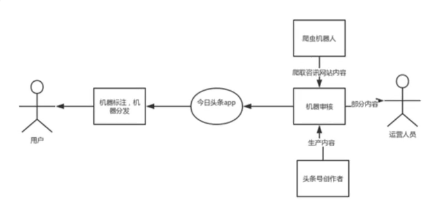 爬虫机器人
爬取资讯网站内容
机器标注，机
器分发
今日头条app
机器审核
部分内容
用户
运营人员
生产内容
头条号创作者